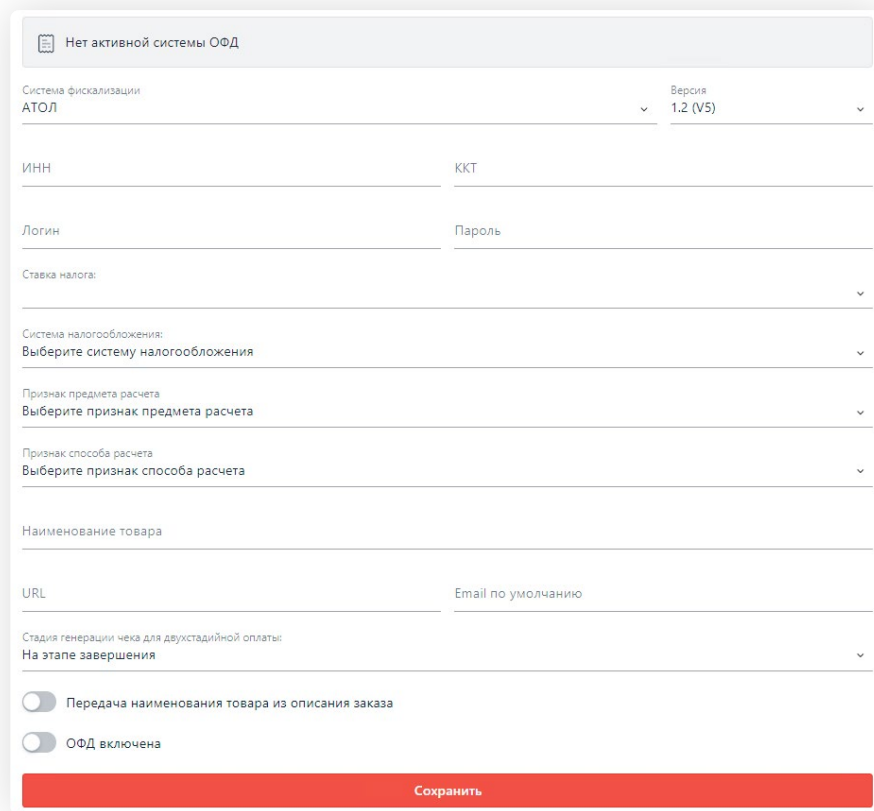 Нет активной системы ОФД
Система фискализации
АТОЛ
Версия
1.2 (V5)
ИНН
ККТ
Логин
Пароль
Ставка налога:
Система налогообложения:
Выберите систему налогообложения
Признак предмета расчета
Выберите признак предмета расчета
Признак способа расчета
Выберите признак способа расчета
Наименование товара
URL
Email по умолчанию
Стадия генерации чека для двухстадийной оплаты:
На этапе завершения
Передача наименования товара из описания заказа
ОФД включена
Сохранить